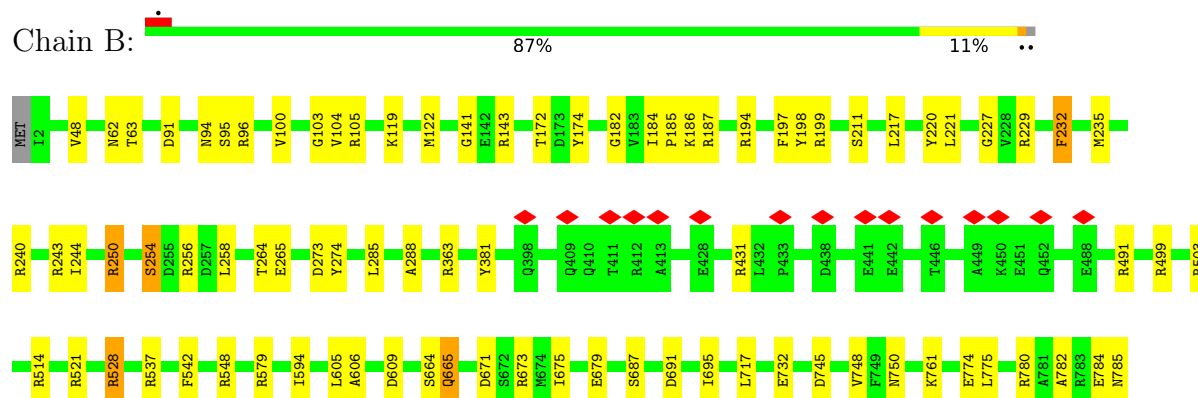 Chain B:
87% 11%
MET I2 V48 N62 T63 D91 N94 S95 R96 V100 G103 V104 R105 K119 M122 G141 E142 R143 T172 D173 Y174 G182 V183 I184 P185 K186 R187 R194 F197 Y198 R199 S211 L217 Y220 L221 G227 V228 R229 F232 M235
R240 R243 I244 R250 S254 D255 R256 D257 L258 T264 E265 D273 Y274 L285 A288 R363 Y381 Q398 Q409 Q410 T411 R412 A413 E428 R431 L432 P433 D438 E441 E442 T446 A449 K450 E451 Q452 E488 R491 R499
R514 R521 R528 R537 F542 R548 R579 I594 L605 A606 D609 S664 Q665 D671 S672 R673 M674 I675 E679 S687 D691 I695 L717 E732 D745 V748 F749 N750 K761 E774 L775 R780 A781 A782 R783 E784 N785